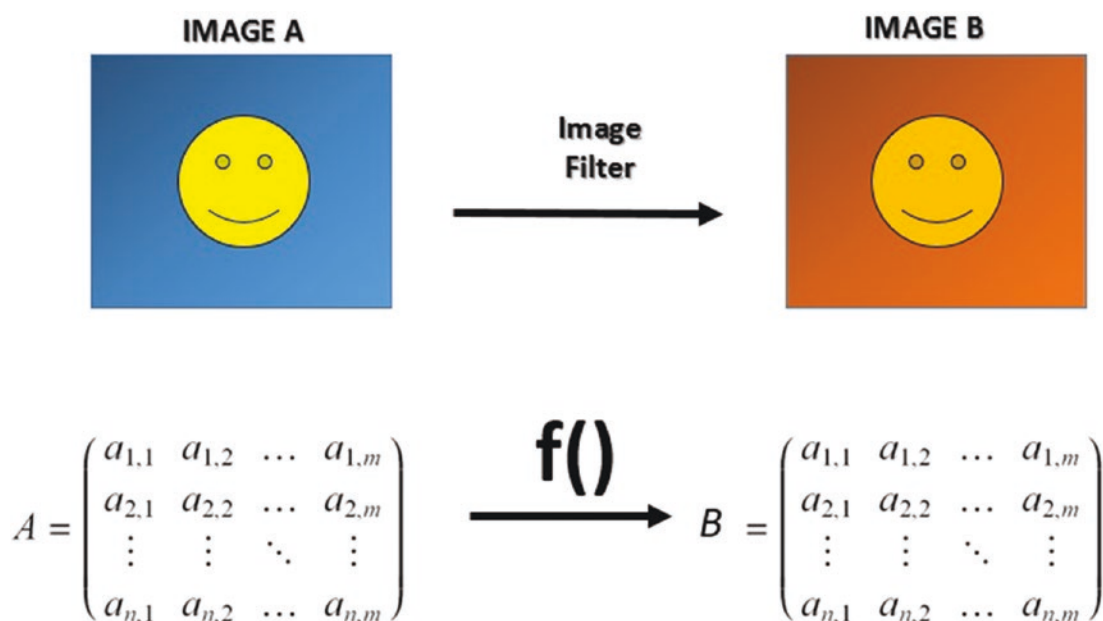 IMAGE A
IMAGE B
Image
Filter
f()
A = ( a1,1 a1,2 … a1,m
a2,1 a2,2 … a2,m
⋮ ⋮ ⋱ ⋮
an,1 an,2 … an,m )
B = ( a1,1 a1,2 … a1,m
a2,1 a2,2 … a2,m
⋮ ⋮ ⋱ ⋮
an,1 an,2 … an,m )